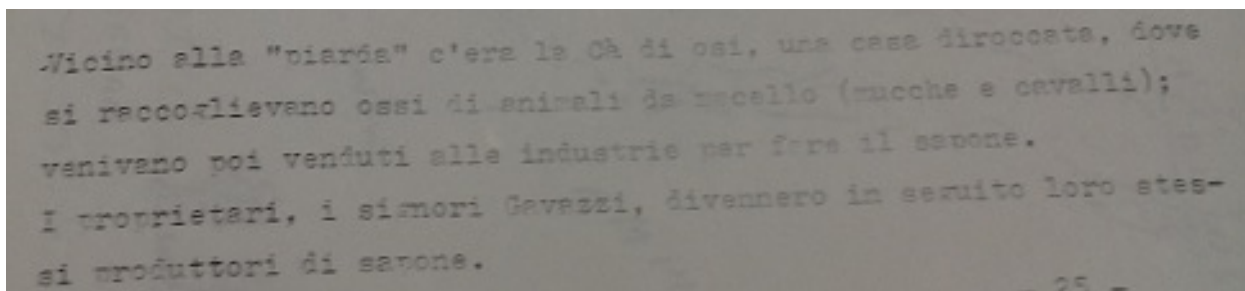 Vicino alla "piarda" c'era la Cà di osi, una casa diroccata, dove
si raccoglievano ossi di animali da macello (mucche e cavalli);
venivano poi venduti alle industrie per fare il sapone.
I proprietari, i signori Gavazzi, divennero in seguito loro stes-
si produttori di sapone.
- 25 -